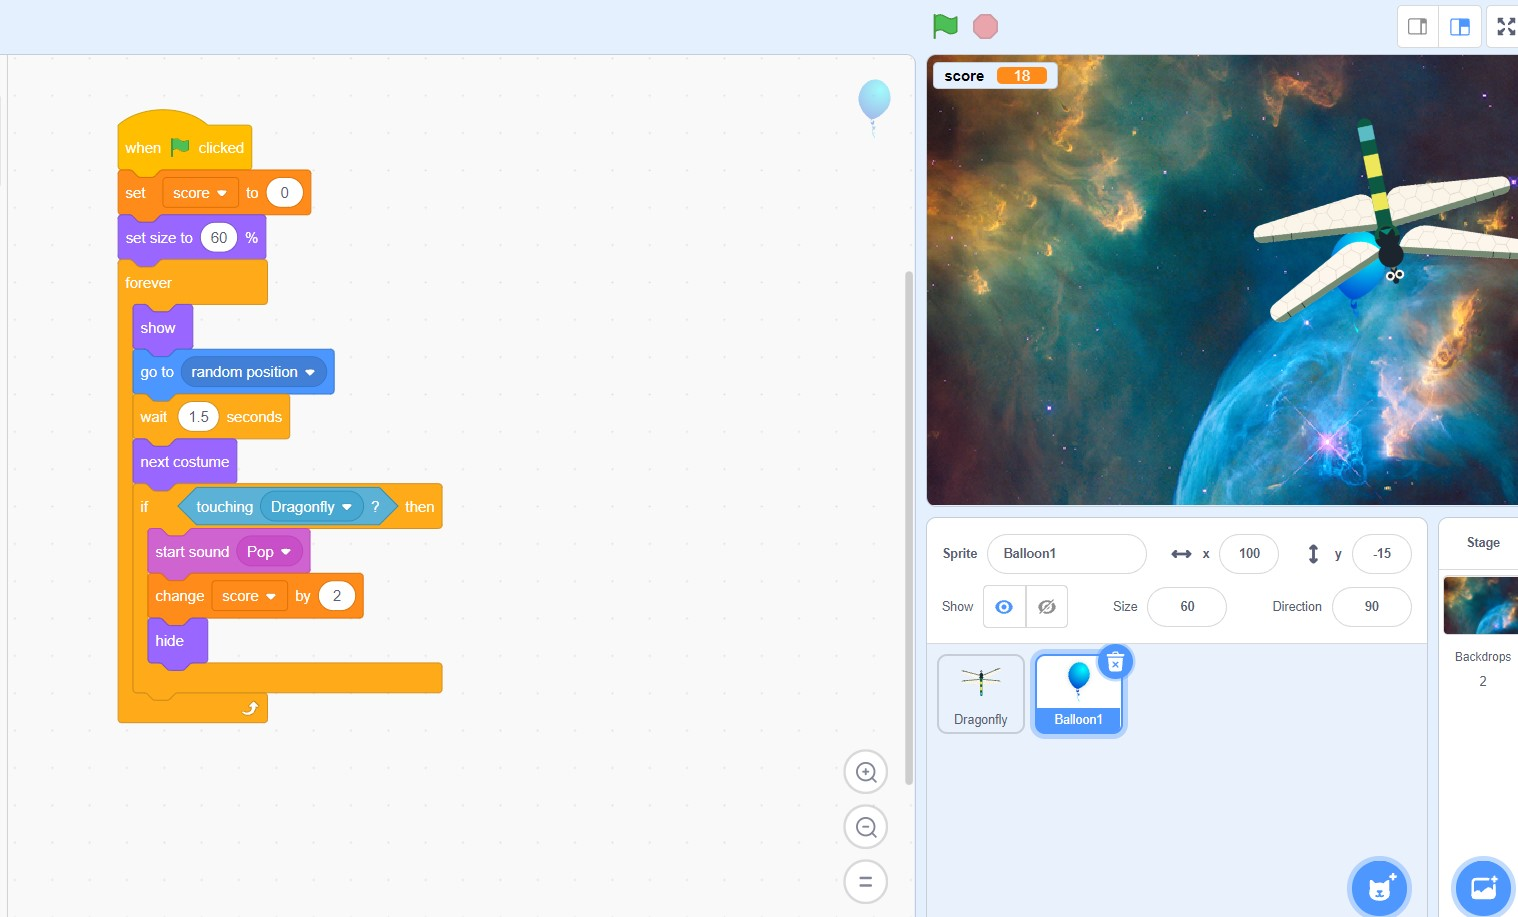 when clicked
set score to 0
set size to 60 %
forever
show
go to random position
wait 1.5 seconds
next costume
if touching Dragonfly ? then
start sound Pop
change score by 2
hide
score 18
Sprite Balloon1 x 100 y -15
Show Size 60 Direction 90
Dragonfly
Balloon1
Stage
Backdrops
2